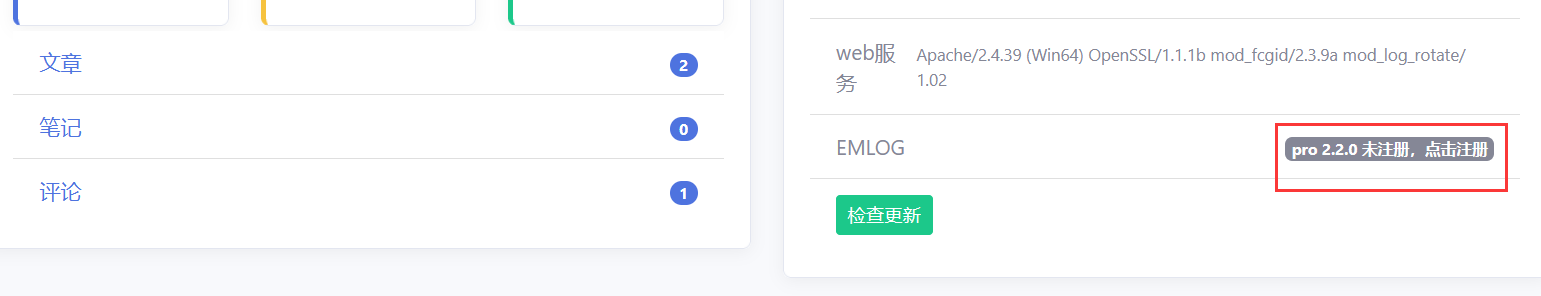 文章
2
笔记
0
评论
1
web服
务
Apache/2.4.39 (Win64) OpenSSL/1.1.1b mod_fcgid/2.3.9a mod_log_rotate/
1.02
EMLOG
pro 2.2.0 未注册，点击注册
检查更新